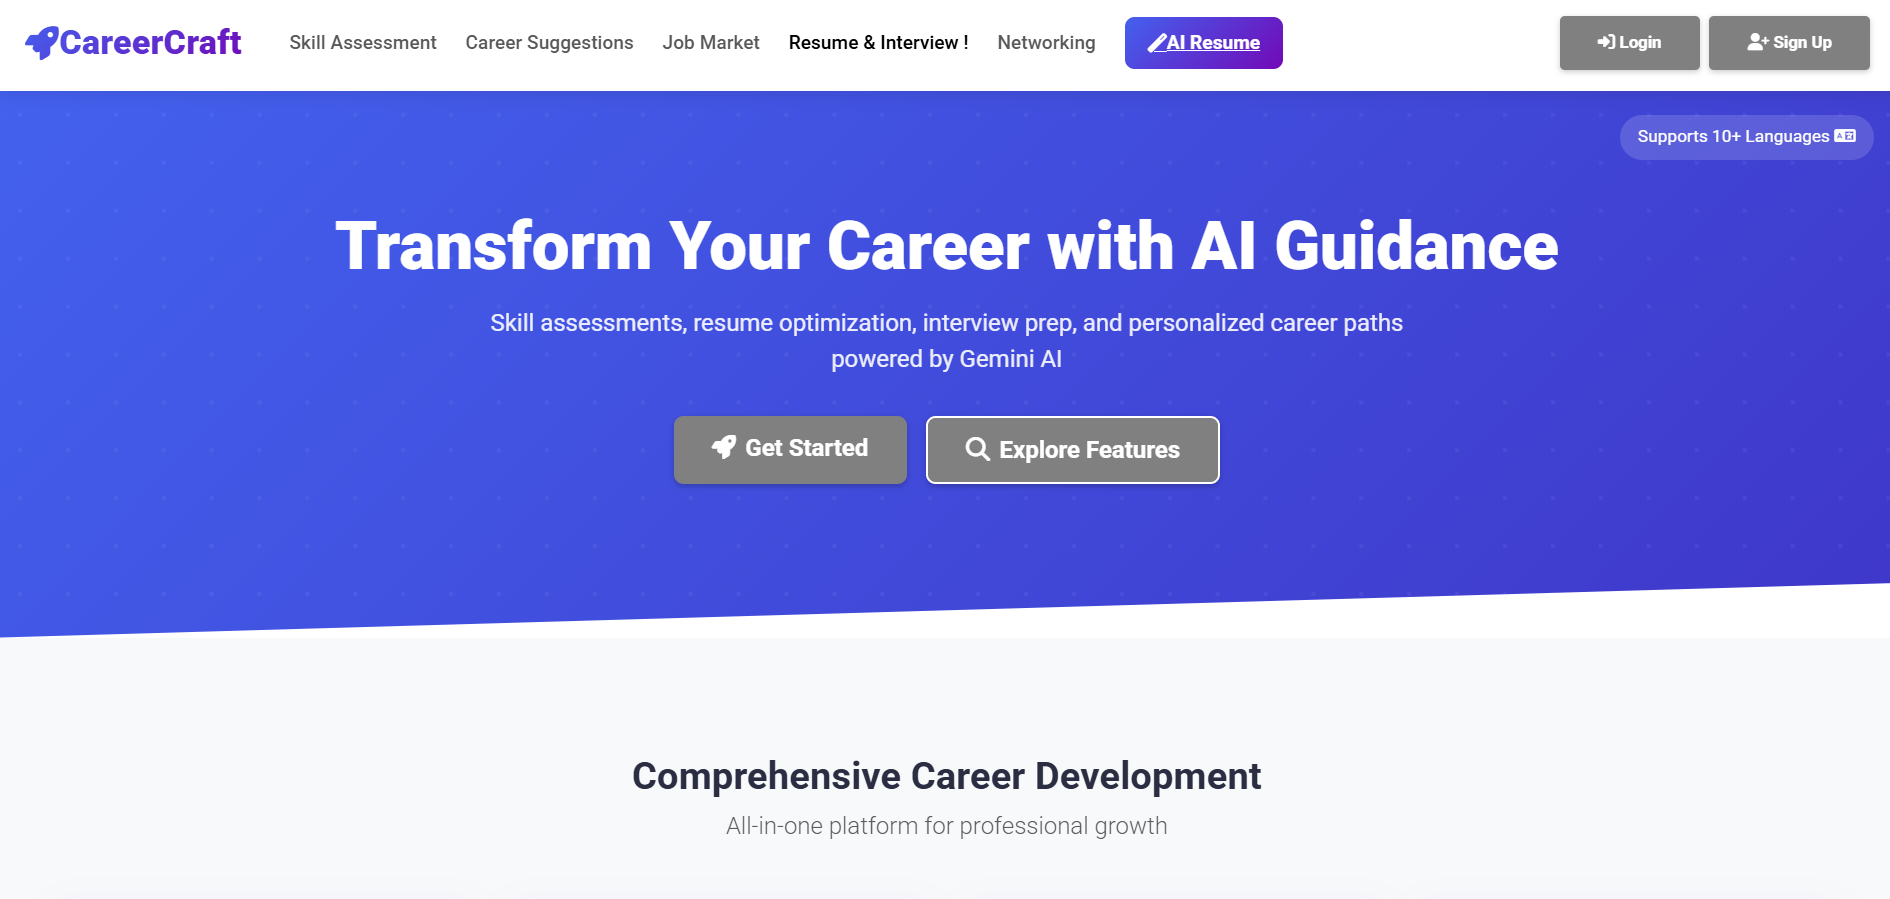 CareerCraft
Skill Assessment
Career Suggestions
Job Market
Resume & Interview !
Networking
AI Resume
Login
Sign Up
Supports 10+ Languages
Transform Your Career with AI Guidance
Skill assessments, resume optimization, interview prep, and personalized career paths
powered by Gemini AI
Get Started
Explore Features
Comprehensive Career Development
All-in-one platform for professional growth